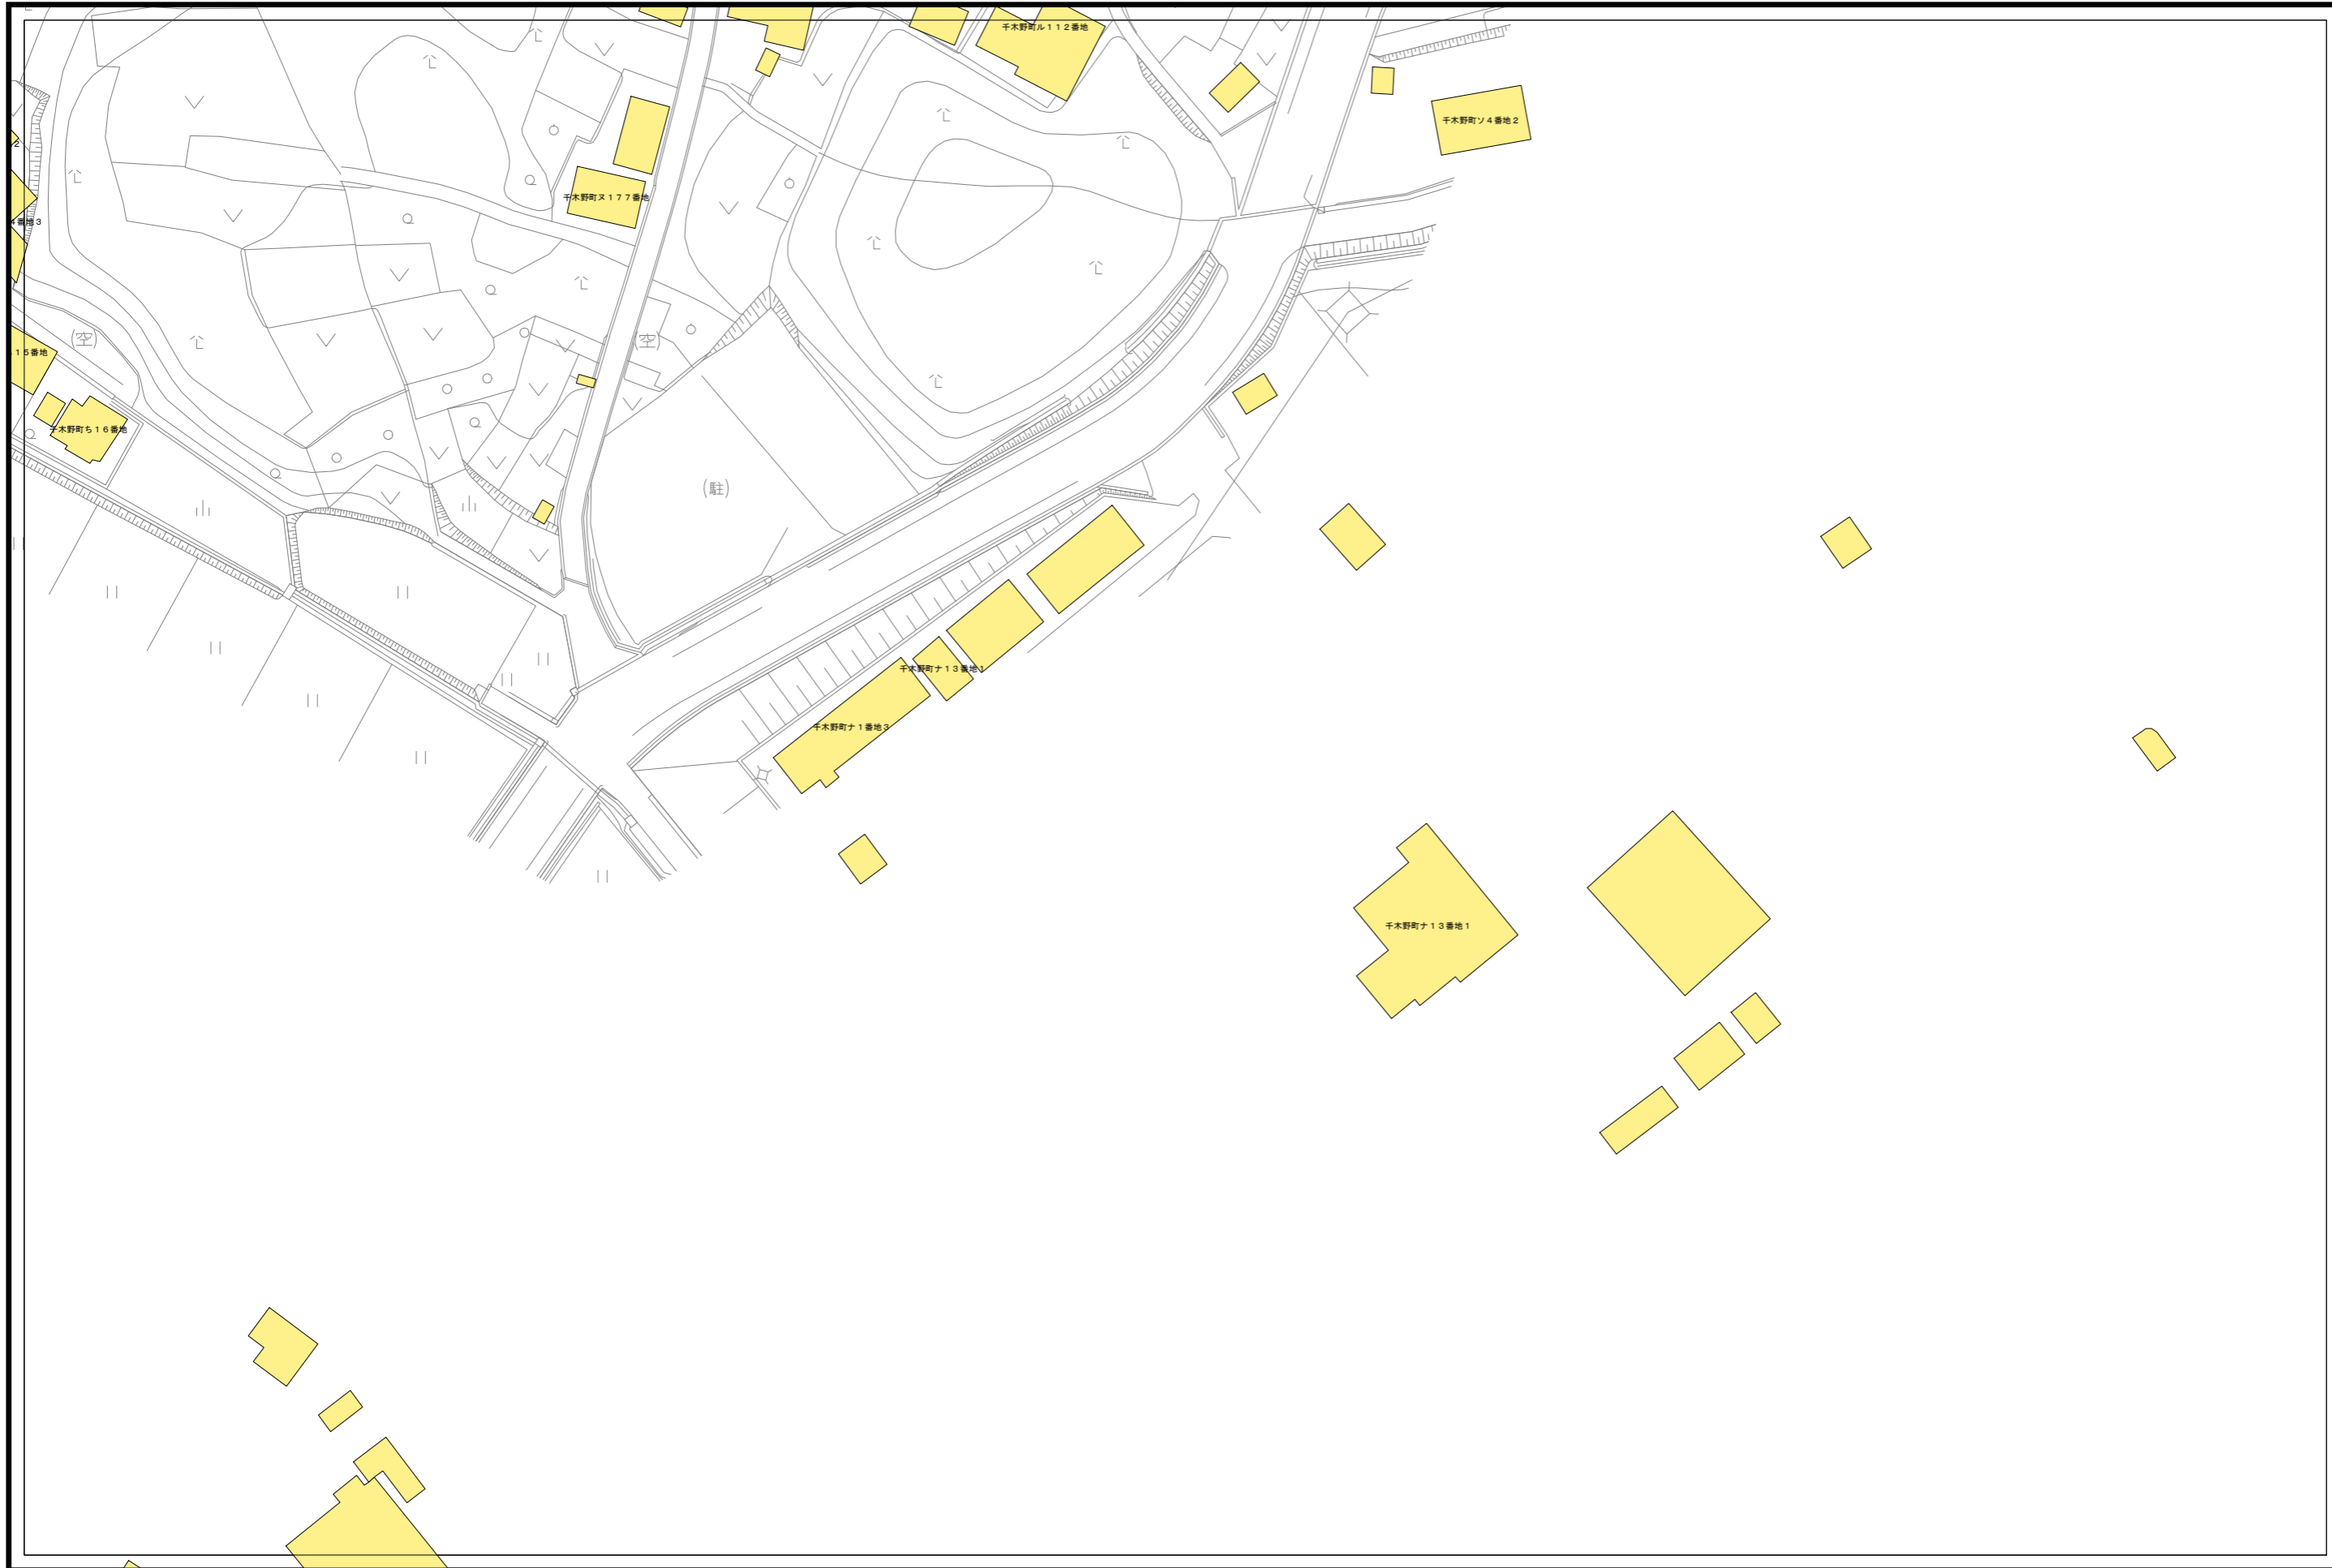 千木野町ル１１２番地
千木野町ソ４番地２
２
千木野町ヌ１７７番地
４番地３
(空)
(空)
１５番地
千木野町ち１６番地
(駐)
千木野町ナ１３番地１
千木野町ナ１番地３
千木野町ナ１３番地１